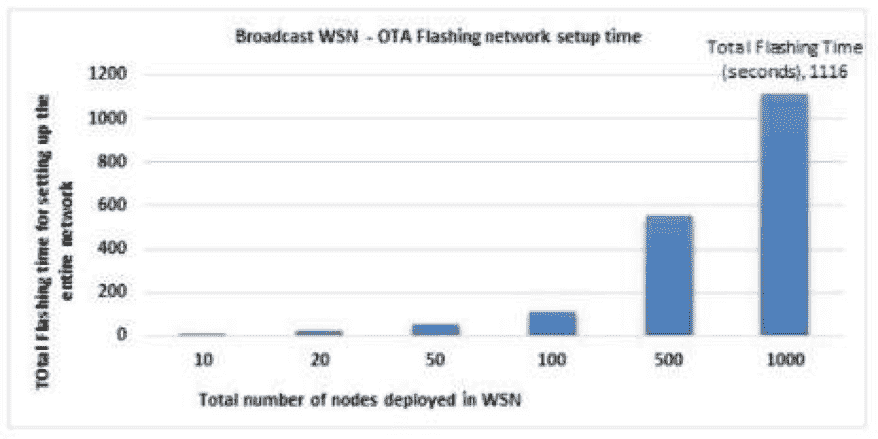 Broadcast WSN - OTA Flashing network setup time
Total Flashing Time
(seconds), 1116
1200
1000
800
600
400
200
0
TOtal Flashing time for setting up the
entire network
10 20 50 100 500 1000
Total number of nodes deployed in WSN